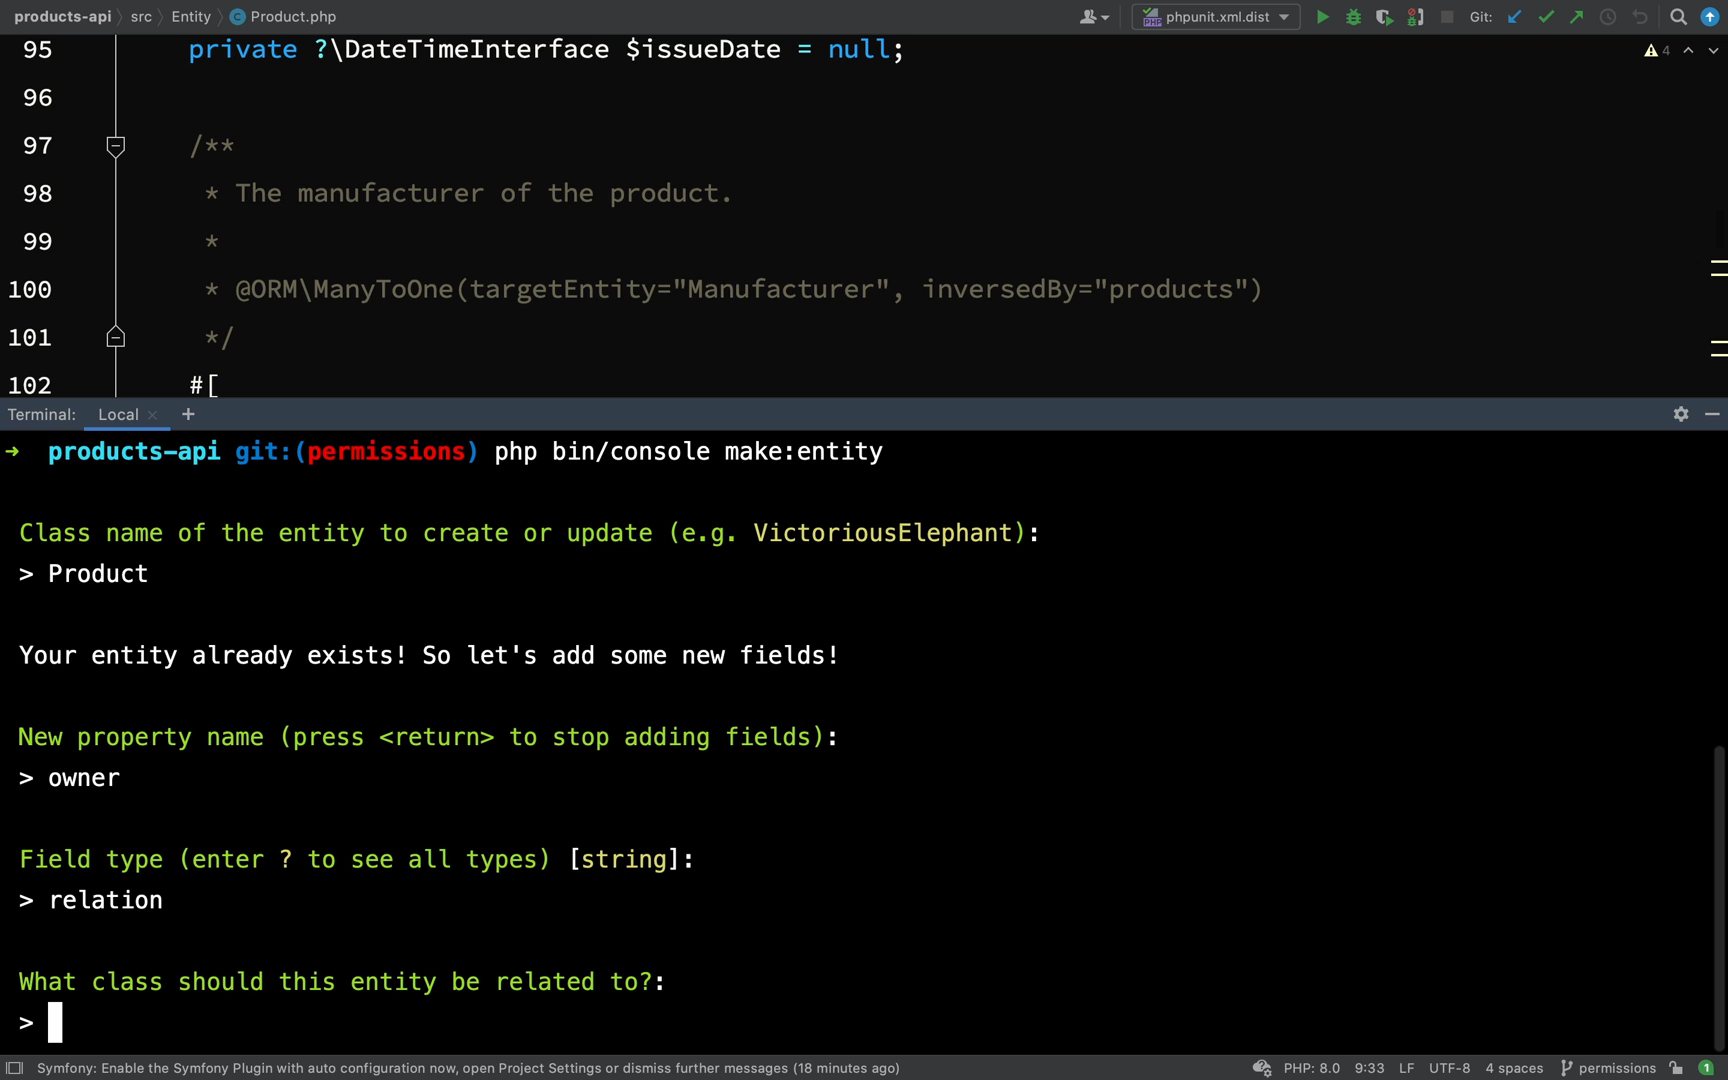 products-api src Entity Product.php phpunit.xml.dist Git:
95 private ?\DateTimeInterface $issueDate = null; 4
96
97 /**
98 * The manufacturer of the product.
99 *
100 * @ORM\ManyToOne(targetEntity="Manufacturer", inversedBy="products")
101 */
102 #[
Terminal: Local × +
→ products-api git:(permissions) php bin/console make:entity
Class name of the entity to create or update (e.g. VictoriousElephant):
> Product
Your entity already exists! So let's add some new fields!
New property name (press <return> to stop adding fields):
> owner
Field type (enter ? to see all types) [string]:
> relation
What class should this entity be related to?:
>
Symfony: Enable the Symfony Plugin with auto configuration now, open Project Settings or dismiss further messages (18 minutes ago) PHP: 8.0 9:33 LF UTF-8 4 spaces permissions 1